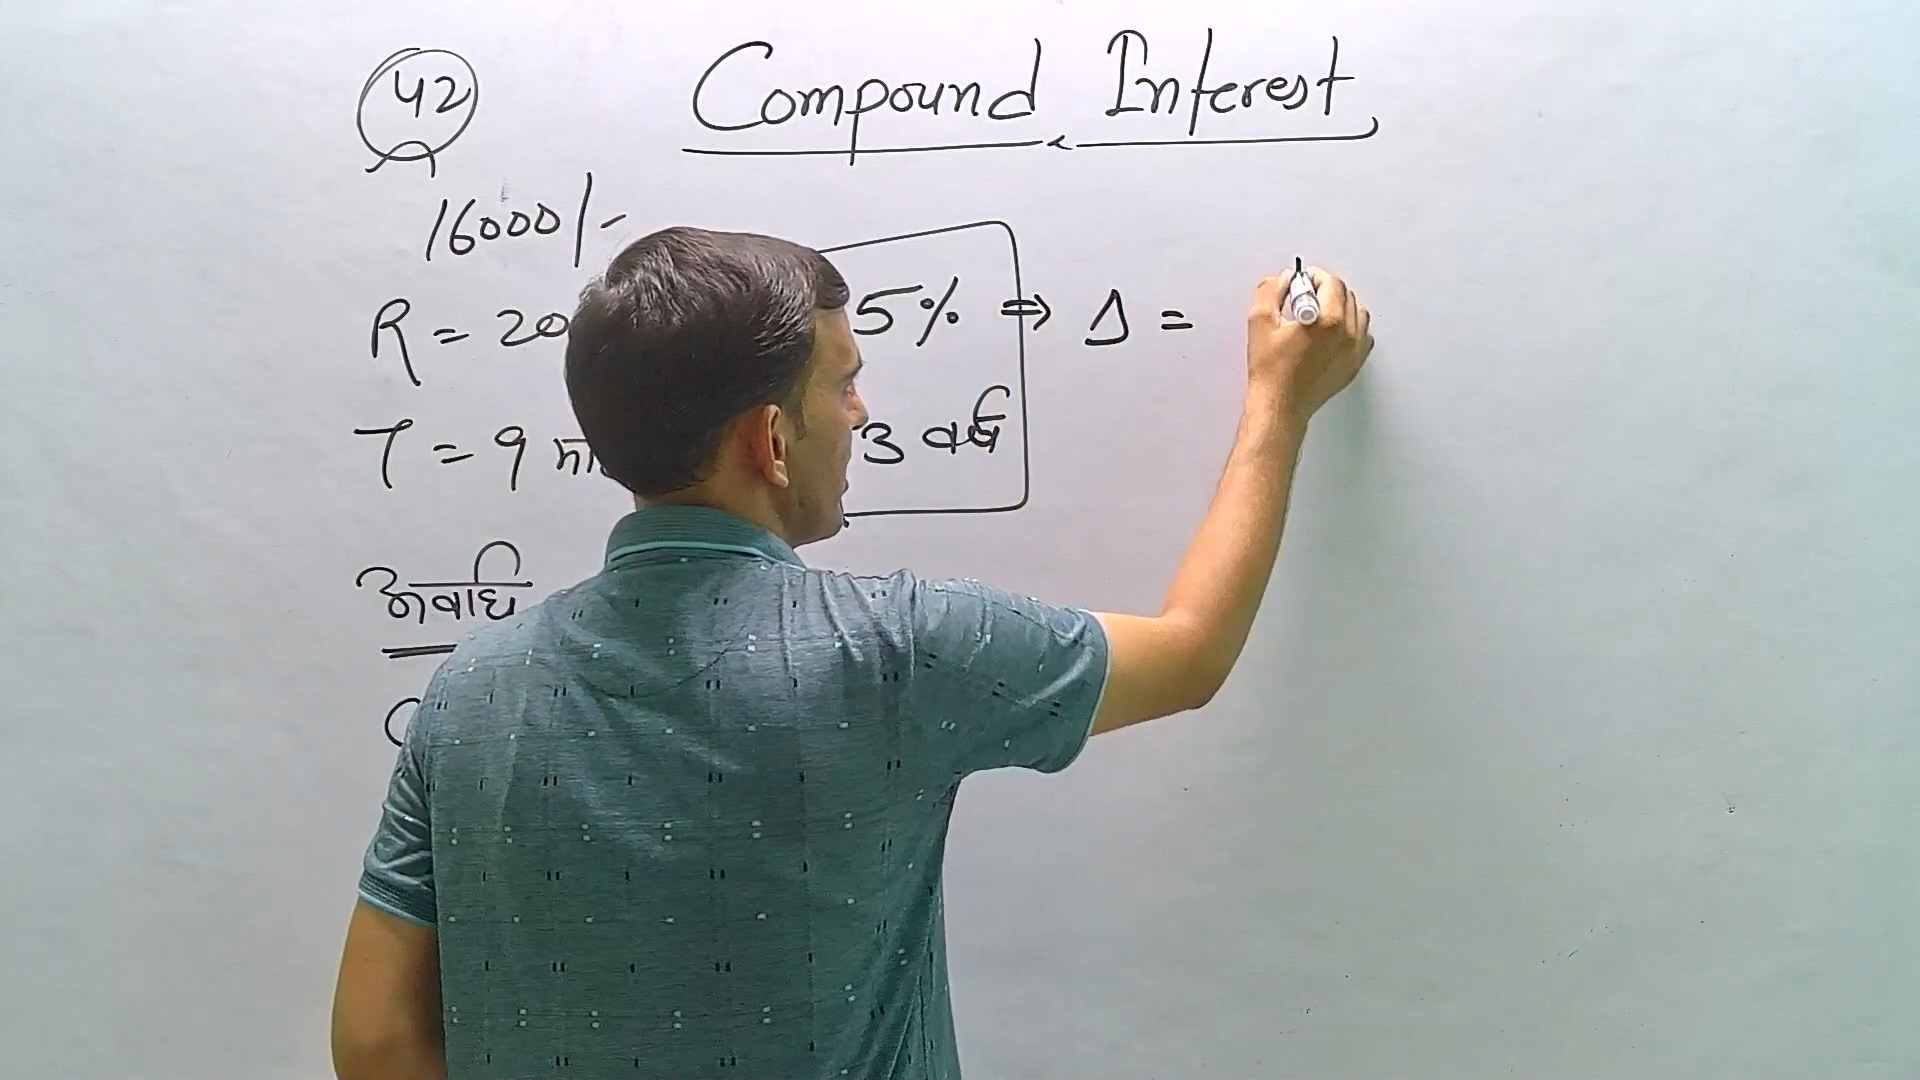 42
Compound Interest
16000/-
R = 20 5% ⇒ Δ =
T = 9 3 वर्ष
अवधि